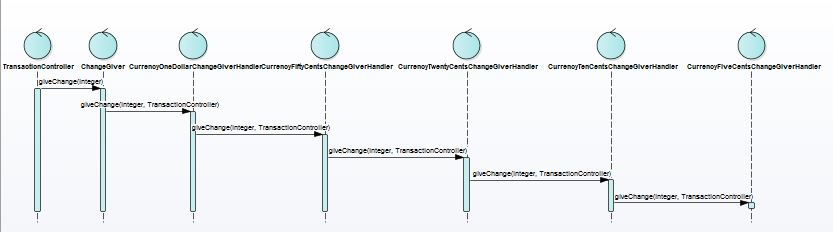 TransactionController ChangeGiver CurrencyOneDollarChangeGiverHandler CurrencyFiftyCentsChangeGiverHandler CurrencyTwentyCentsChangeGiverHandler CurrencyTenCentsChangeGiverHandler CurrencyFiveCentsChangeGiverHandler
giveChange(integer)
giveChange(integer, TransactionController)
giveChange(integer, TransactionController)
giveChange(integer, TransactionController)
giveChange(integer, TransactionController)
giveChange(integer, TransactionController)